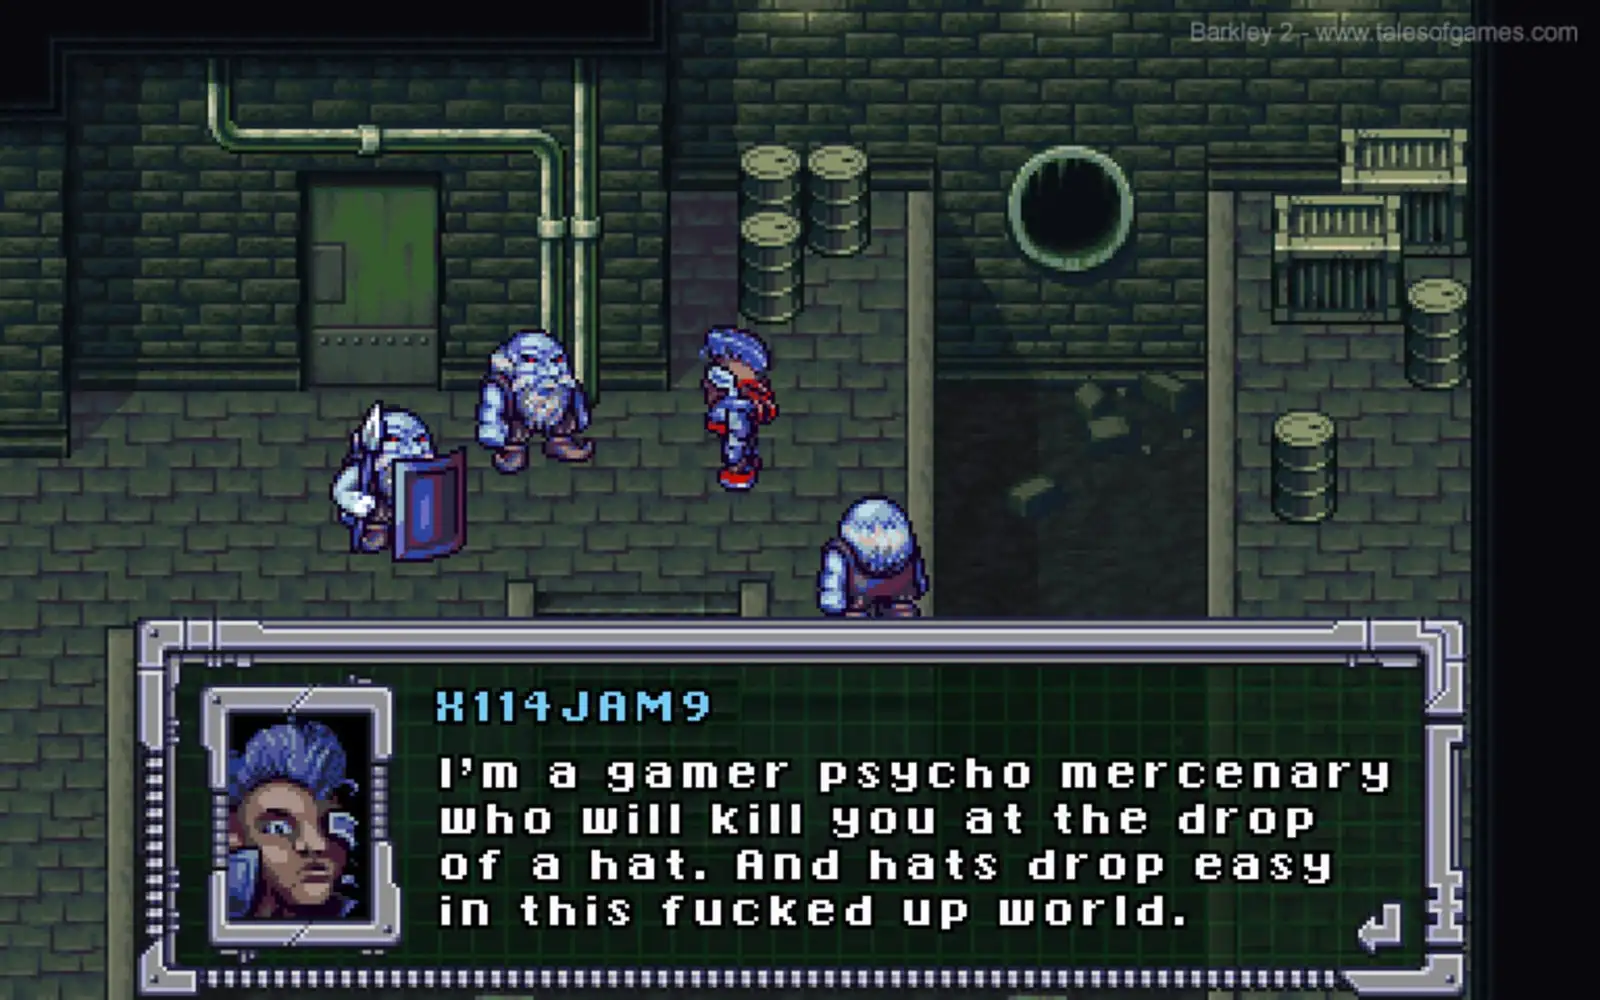 Barkley 2 - www.talesofgames.com
X114JAM9
I'm a gamer psycho mercenary
who will kill you at the drop
of a hat. And hats drop easy
in this fucked up world.